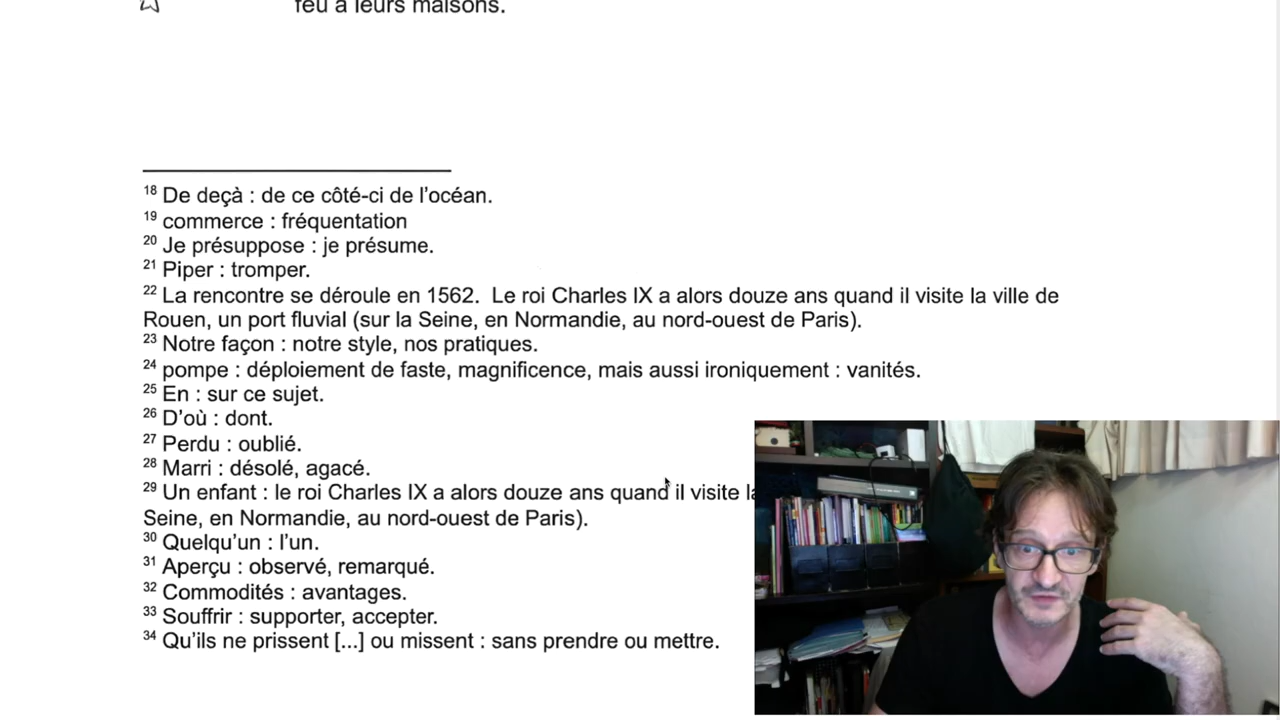 feu à leurs maisons.
18 De deçà : de ce côté-ci de l'océan.
19 commerce : fréquentation
20 Je présuppose : je présume.
21 Piper : tromper.
22 La rencontre se déroule en 1562.  Le roi Charles IX a alors douze ans quand il visite la ville de
Rouen, un port fluvial (sur la Seine, en Normandie, au nord-ouest de Paris).
23 Notre façon : notre style, nos pratiques.
24 pompe : déploiement de faste, magnificence, mais aussi ironiquement : vanités.
25 En : sur ce sujet.
26 D'où : dont.
27 Perdu : oublié.
28 Marri : désolé, agacé.
29 Un enfant : le roi Charles IX a alors douze ans quand il visite
Seine, en Normandie, au nord-ouest de Paris).
30 Quelqu'un : l'un.
31 Aperçu : observé, remarqué.
32 Commodités : avantages.
33 Souffrir : supporter, accepter.
34 Qu'ils ne prissent [...] ou missent : sans prendre ou mettre.